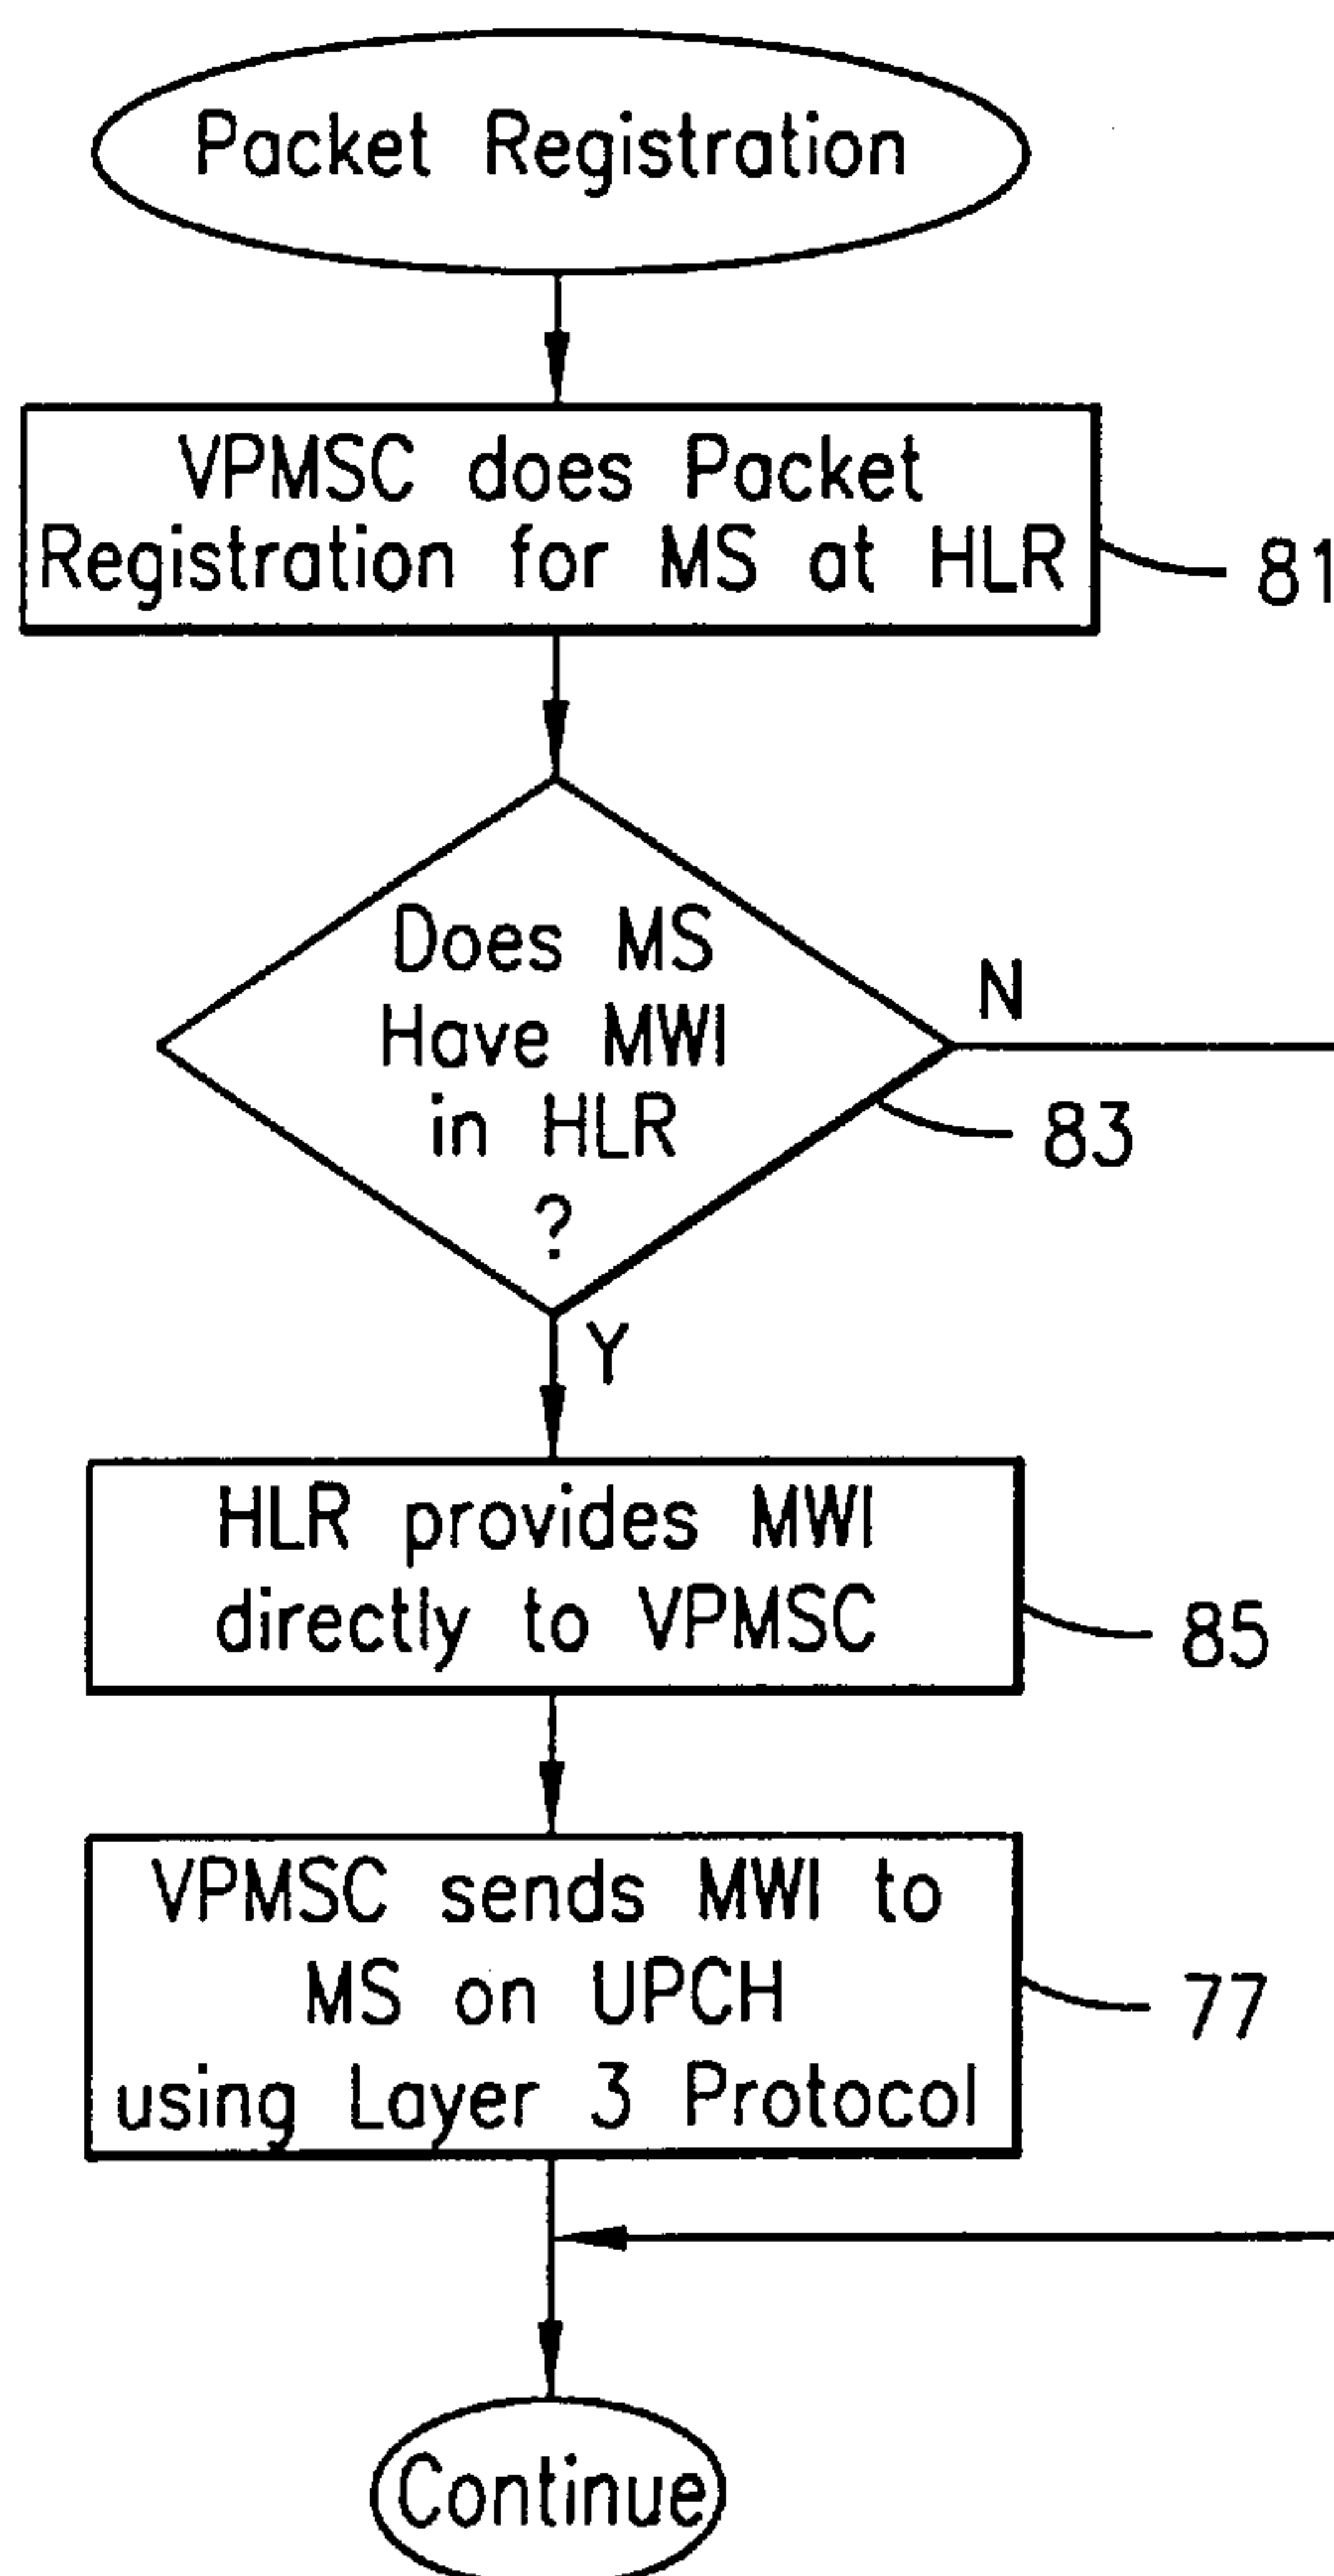 Packet Registration
VPMSC does Packet
Registration for MS at HLR
81
Does MS
Have MWI
in HLR
?
N
83
Y
HLR provides MWI
directly to VPMSC
85
VPMSC sends MWI to
MS on UPCH
using Layer 3 Protocol
77
Continue